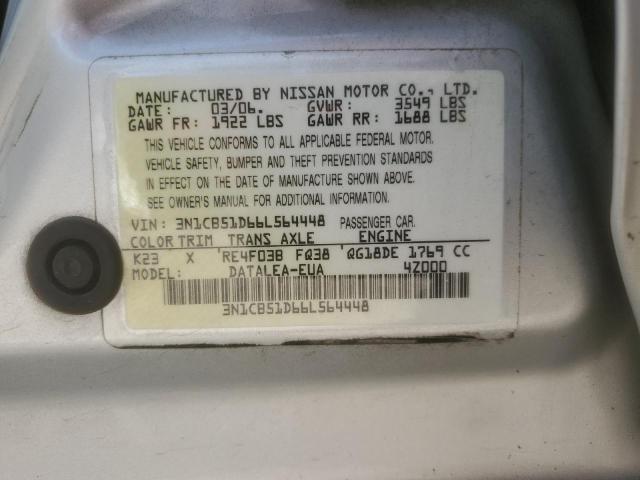 MANUFACTURED BY NISSAN MOTOR CO., LTD.
DATE: 03/06. GVWR: 3549 LBS
GAWR FR: 1922 LBS GAWR RR: 1688 LBS
THIS VEHICLE CONFORMS TO ALL APPLICABLE FEDERAL MOTOR
VEHICLE SAFETY, BUMPER AND THEFT PREVENTION STANDARDS
IN EFFECT ON THE DATE OF MANUFACTURE SHOWN ABOVE.
SEE OWNER'S MANUAL FOR ADDITIONAL INFORMATION.
VIN: 3N1CB51D66L564448 PASSENGER CAR.
COLOR TRIM TRANS AXLE ENGINE
K23 X RE4F03B FQ38 QG18DE 1769 CC
MODEL: DATALEA-EUA 4Z000
3N1CB51D66L564448